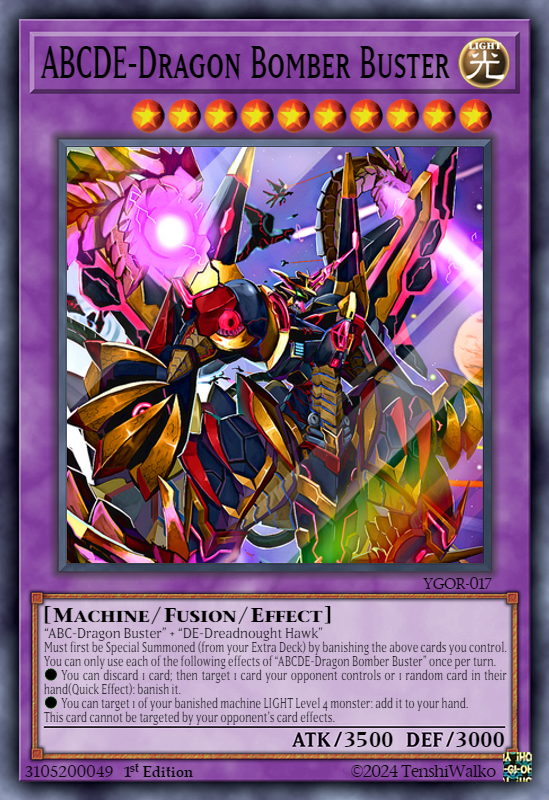 ABCDE-Dragon Bomber Buster
LIGHT
光
YGOR-017
[Machine/Fusion/Effect]
“ABC-Dragon Buster” + “DE-Dreadnought Hawk”
Must first be Special Summoned (from your Extra Deck) by banishing the above cards you control.
You can only use each of the following effects of “ABCDE-Dragon Bomber Buster” once per turn.
● You can discard 1 card; then target 1 card your opponent controls or 1 random card in their
hand(Quick Effect): banish it.
● You can target 1 of your banished machine LIGHT Level 4 monster: add it to your hand.
This card cannot be targeted by your opponent's card effects.
ATK/3500 DEF/3000
3105200049 1st Edition ©2024 TenshiWalko